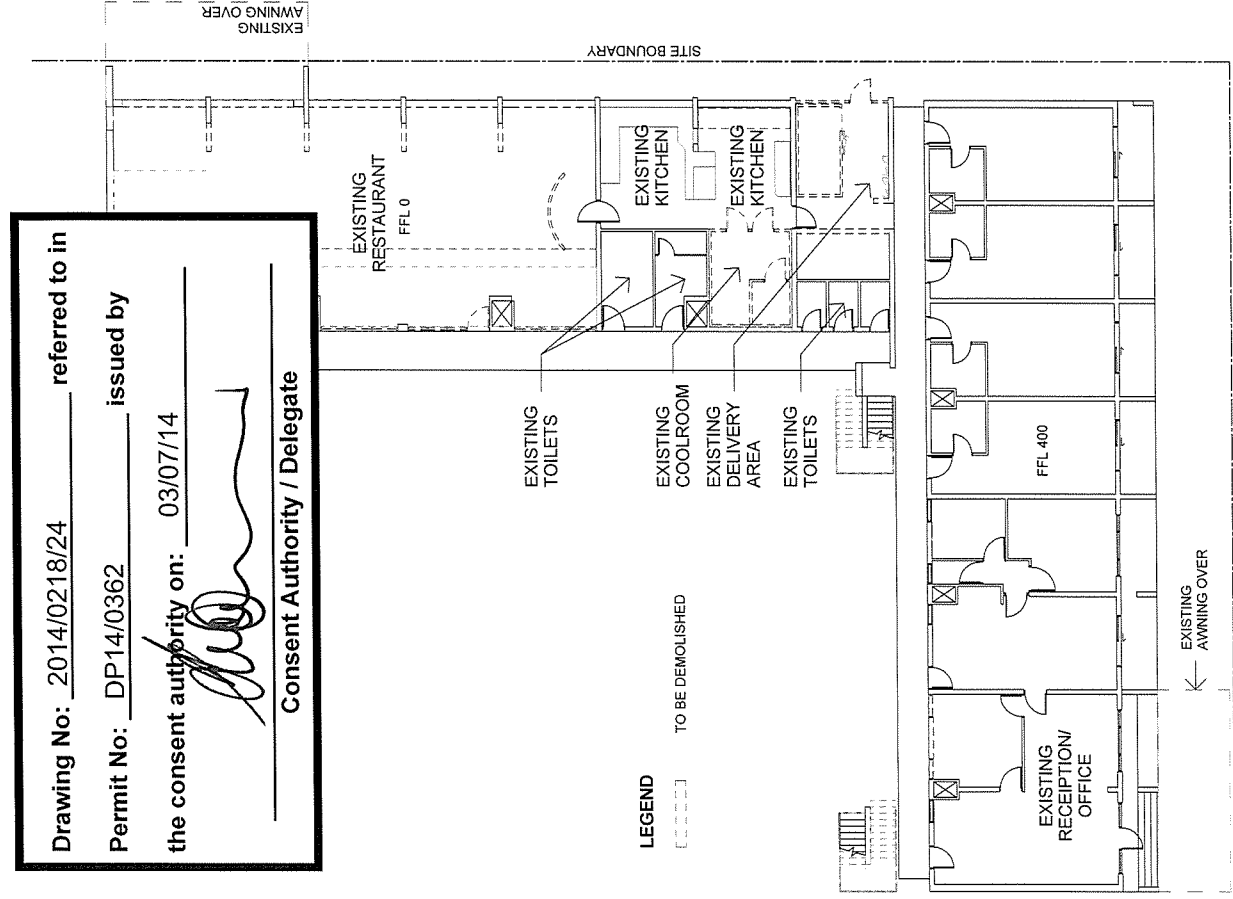 Drawing No: 2014/0218/24 referred to in
Permit No: DP14/0362 issued by
the consent authority on: 03/07/14
Consent Authority / Delegate
EXISTING
AWNING OVER
SITE BOUNDARY
EXISTING
RESTAURANT
FFL 0
EXISTING
KITCHEN
EXISTING
KITCHEN
EXISTING
TOILETS
EXISTING
COOLROOM
EXISTING
DELIVERY
AREA
EXISTING
TOILETS
FFL 400
LEGEND
TO BE DEMOLISHED
EXISTING
RECEIPTION/
OFFICE
EXISTING
AWNING OVER